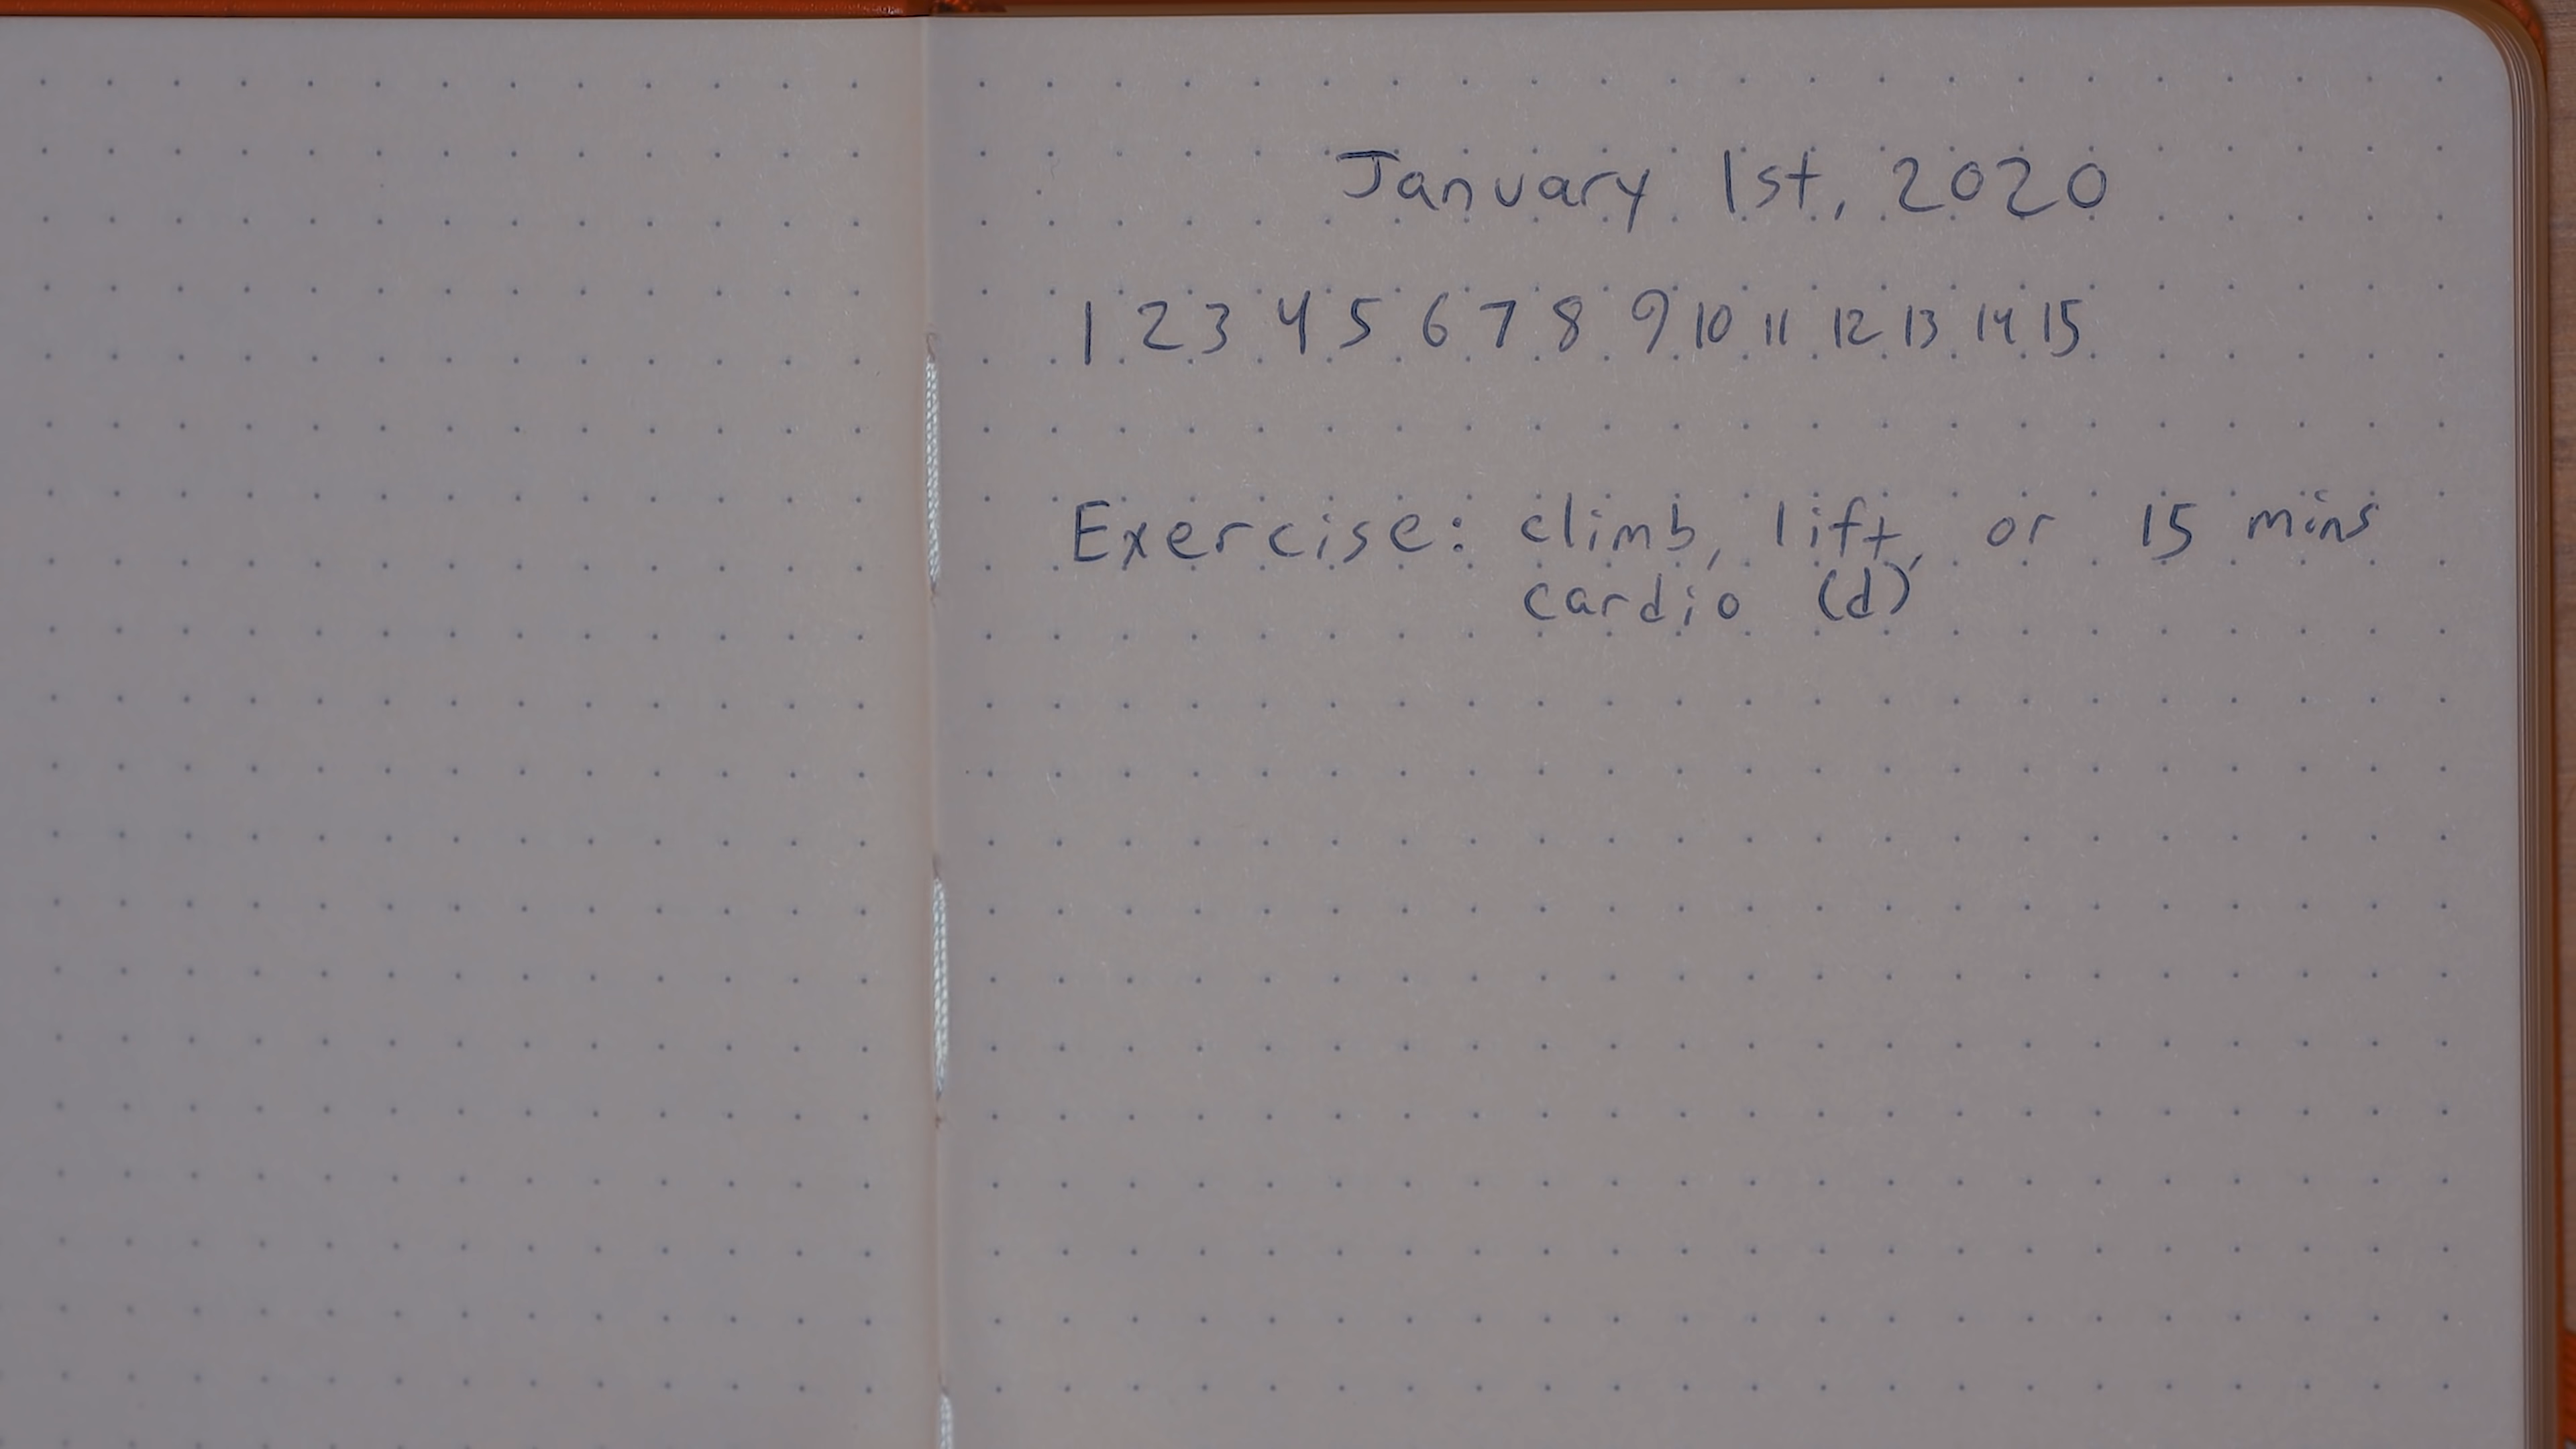 January 1st, 2020
1 2 3 4 5 6 7 8 9 10 11 12 13 14 15
Exercise: climb, lift, or 15 mins
cardio (d)